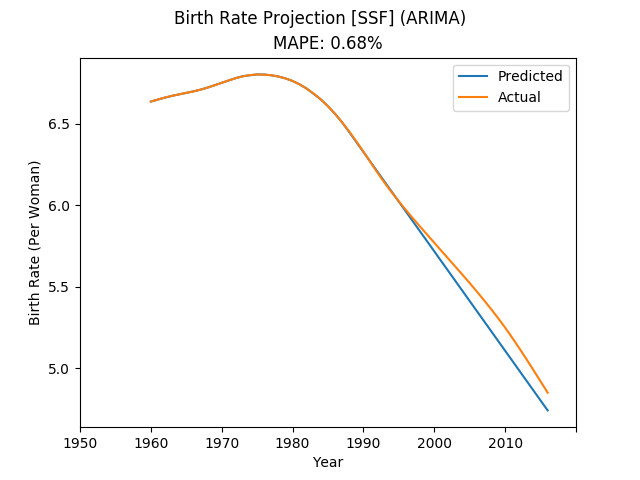 Birth Rate Projection [SSF] (ARIMA)
MAPE: 0.68%
Predicted
Actual
Birth Rate (Per Woman)
6.5
6.0
5.5
5.0
1950 1960 1970 1980 1990 2000 2010
Year